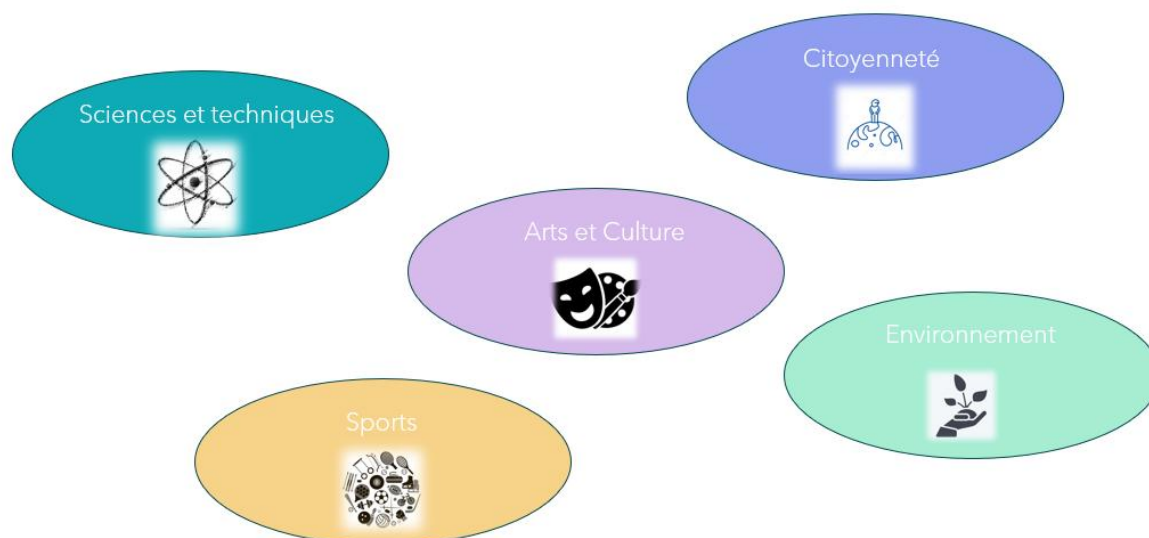 Citoyenneté
Sciences et techniques
Arts et Culture
Environnement
Sports